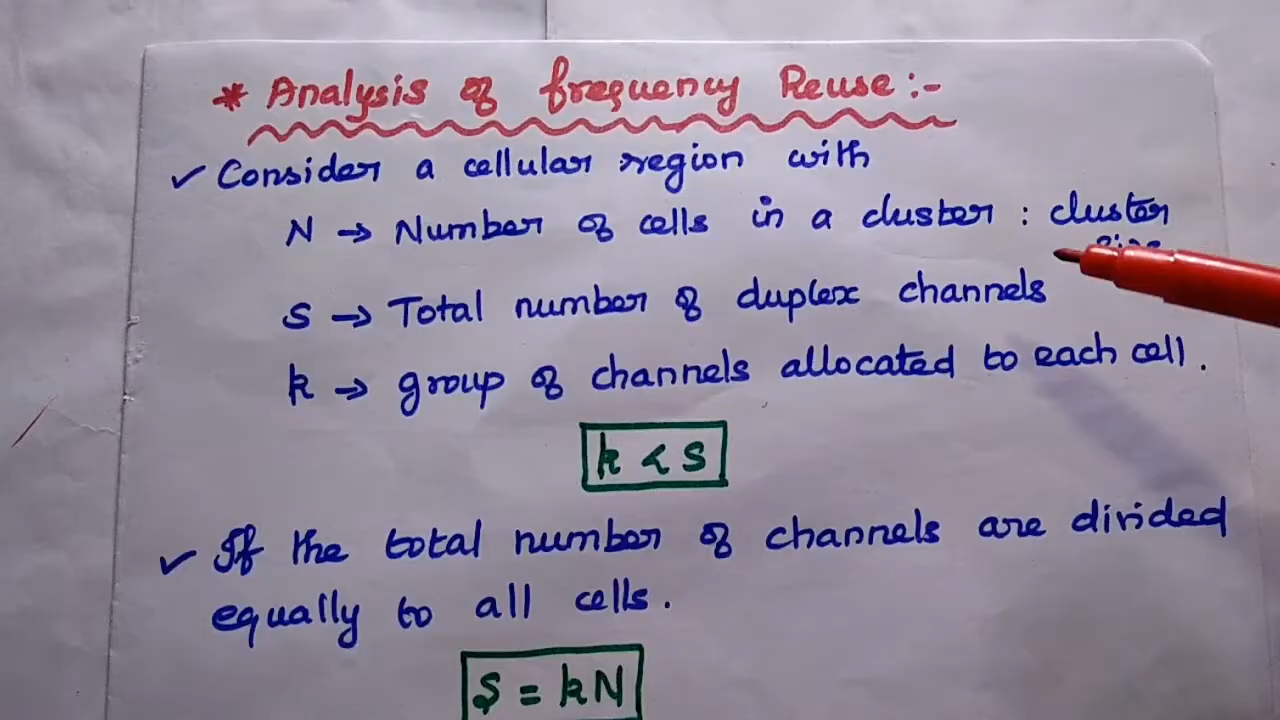 * Analysis of frequency Reuse:-
✓ Consider a cellular region with
N → Number of cells in a cluster : cluster
S → Total number of duplex channels
k → group of channels allocated to each cell.
k < S
✓ If the total number of channels are divided
equally to all cells.
S = kN